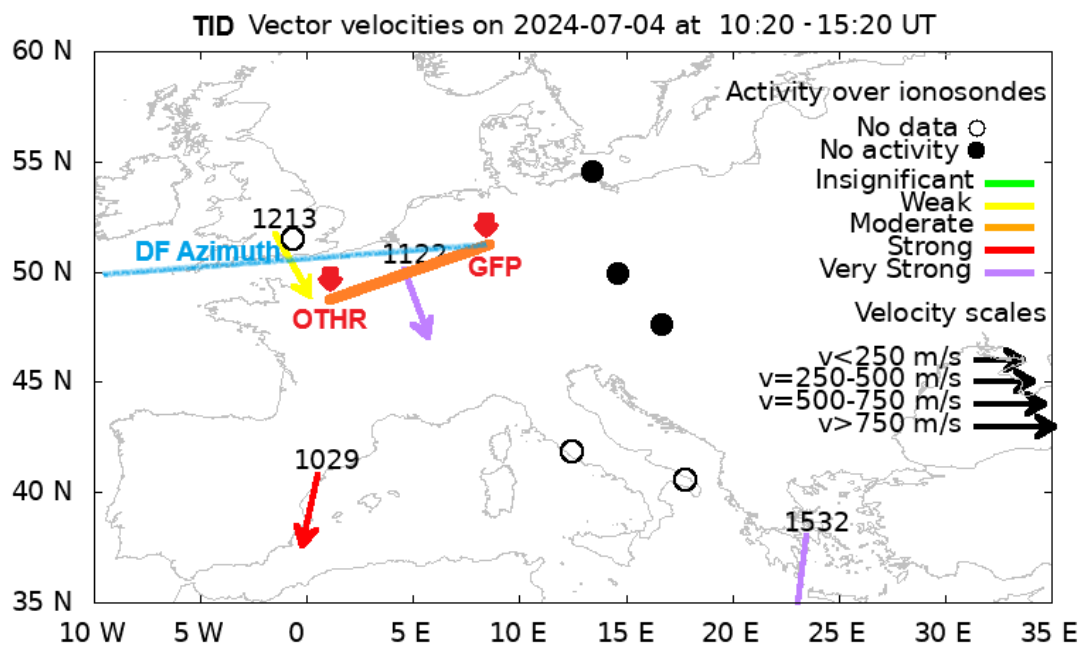 TID Vector velocities on 2024-07-04 at 10:20 -15:20 UT
60 N
55 N
50 N
45 N
40 N
35 N
10 W
5 W
0
5 E
10 E
15 E
20 E
25 E
30 E
35 E
Activity over ionosondes
No data
No activity
Insignificant
Weak
Moderate
Strong
Very Strong
Velocity scales
v<250 m/s
v=250-500 m/s
v=500-750 m/s
v>750 m/s
1213
DF Azimuth
1122
GFP
OTHR
1029
1532